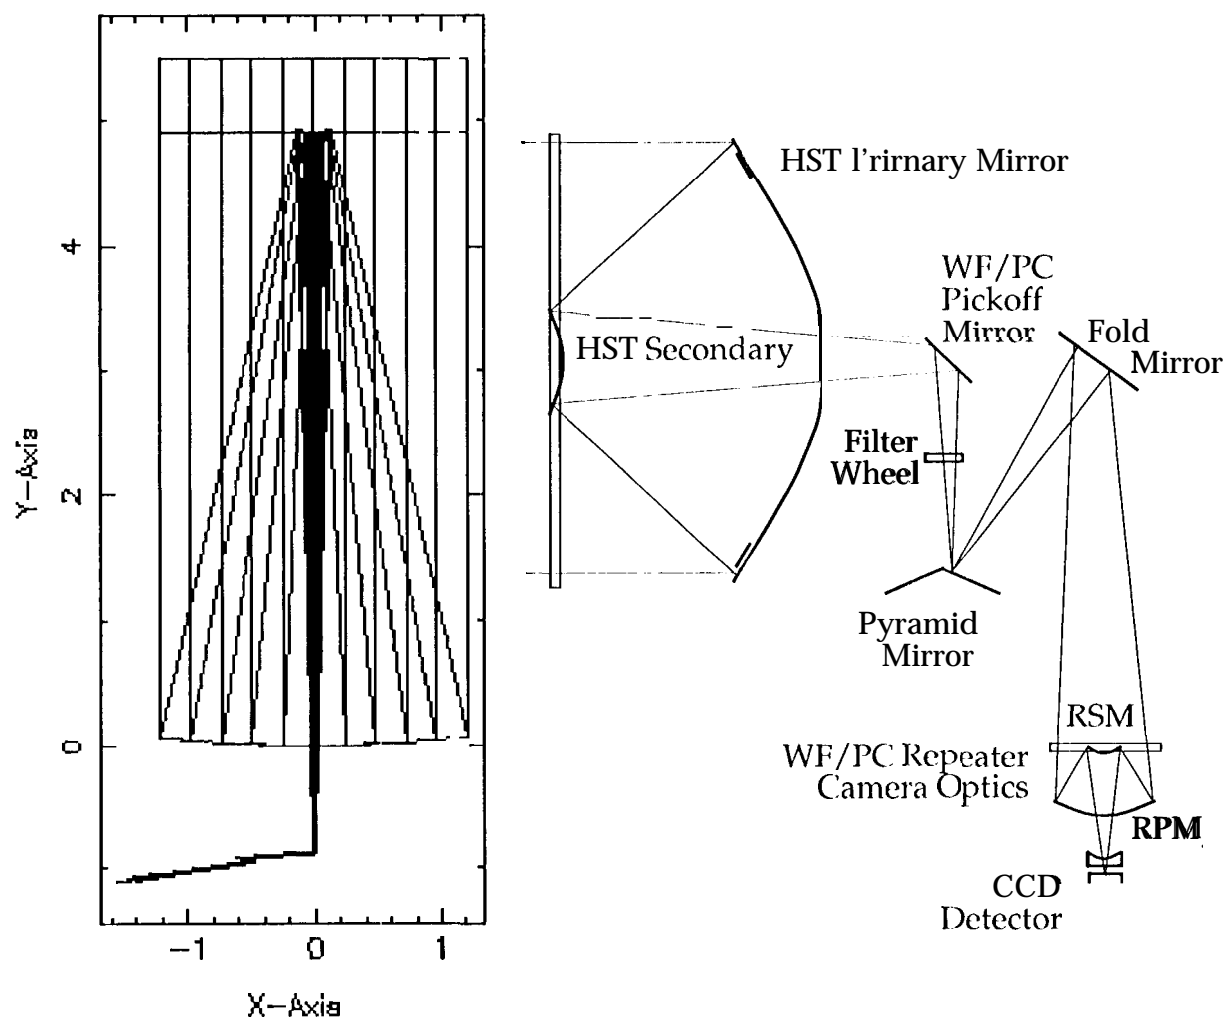 4
2
0
Y-Axis
-1
0
1
X-Axis
HST l'rirnary Mirror
HST Secondary
WF/PC
Pickoff
Mirror
Fold
Mirror
Filter
Wheel
Pyramid
Mirror
RSM
WF/PC Repeater
Camera Optics
RPM
CCD
Detector